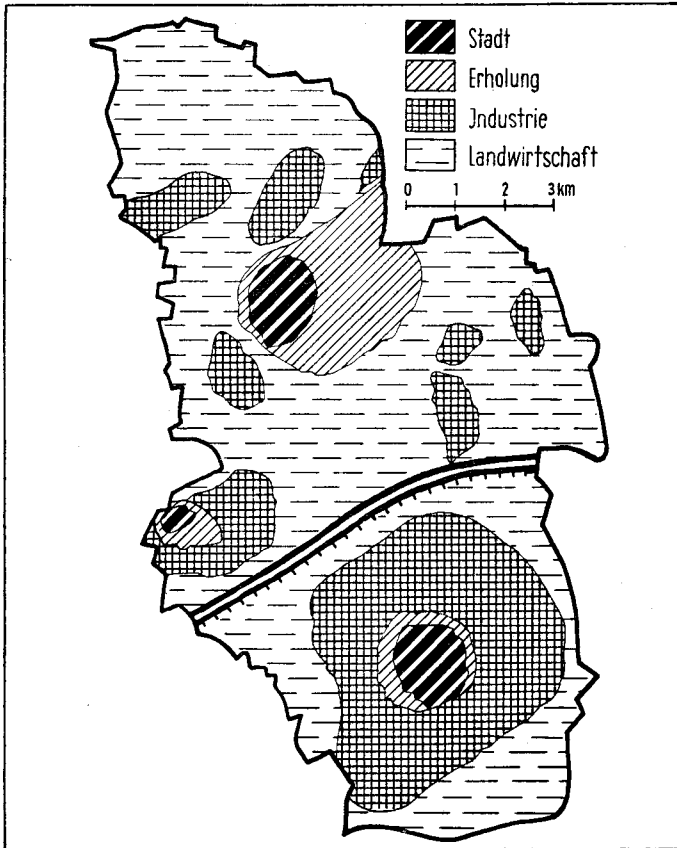 Stadt
Erholung
Jndustrie
Landwirtschaft
0 1 2 3 km